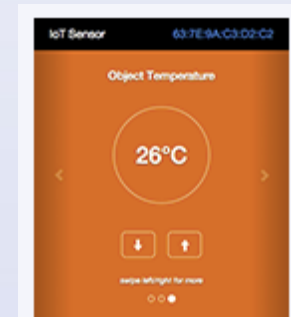 IoT Sensor 63:7E:9A:C3:D2:C2
Object Temperature
26°C
swipe left/right for more